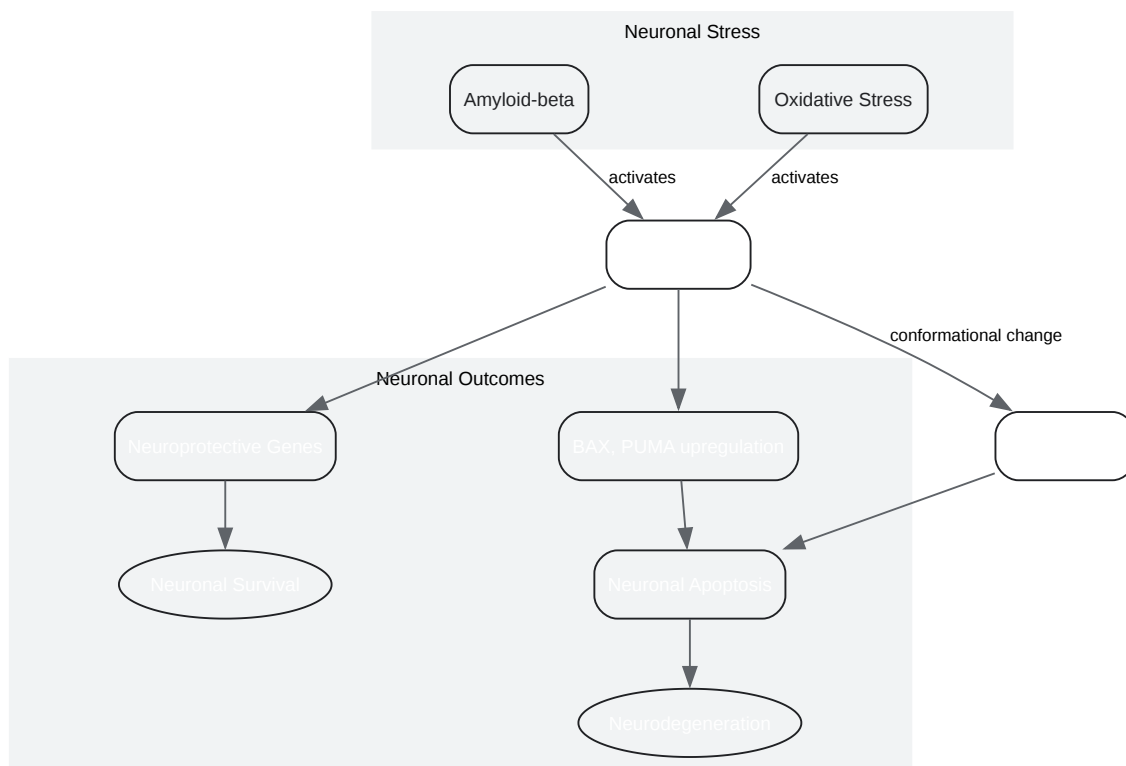 Neuronal Stress
Amyloid-beta
Oxidative Stress
activates
activates
conformational change
Neuronal Outcomes
Neuroprotective Genes
BAX, PUMA upregulation
Neuronal Survival
Neuronal Apoptosis
Neurodegeneration